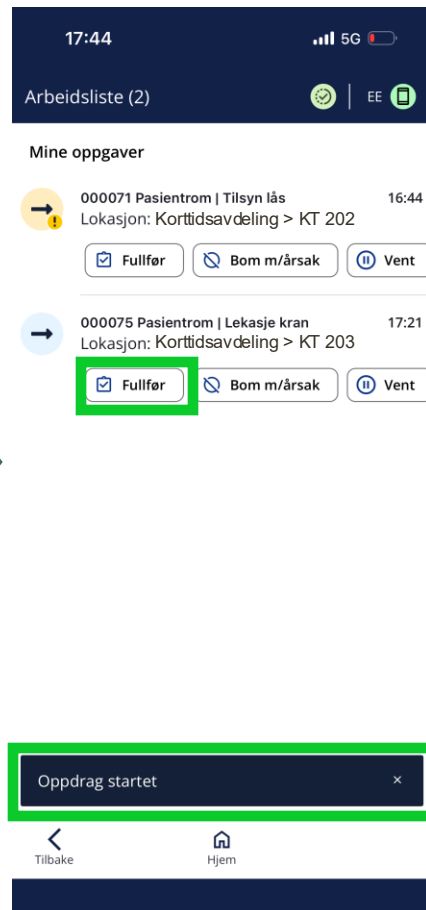 17:44 5G
Arbeidsliste (2) EE
Mine oppgaver
000071 Pasientrom | Tilsyn lås 16:44
Lokasjon: Korttidsavdeling > KT 202
Fullfør Bom m/årsak Vent
000075 Pasientrom | Lekasje kran 17:21
Lokasjon: Korttidsavdeling > KT 203
Fullfør Bom m/årsak Vent
Oppdrag startet ×
Tilbake Hjem